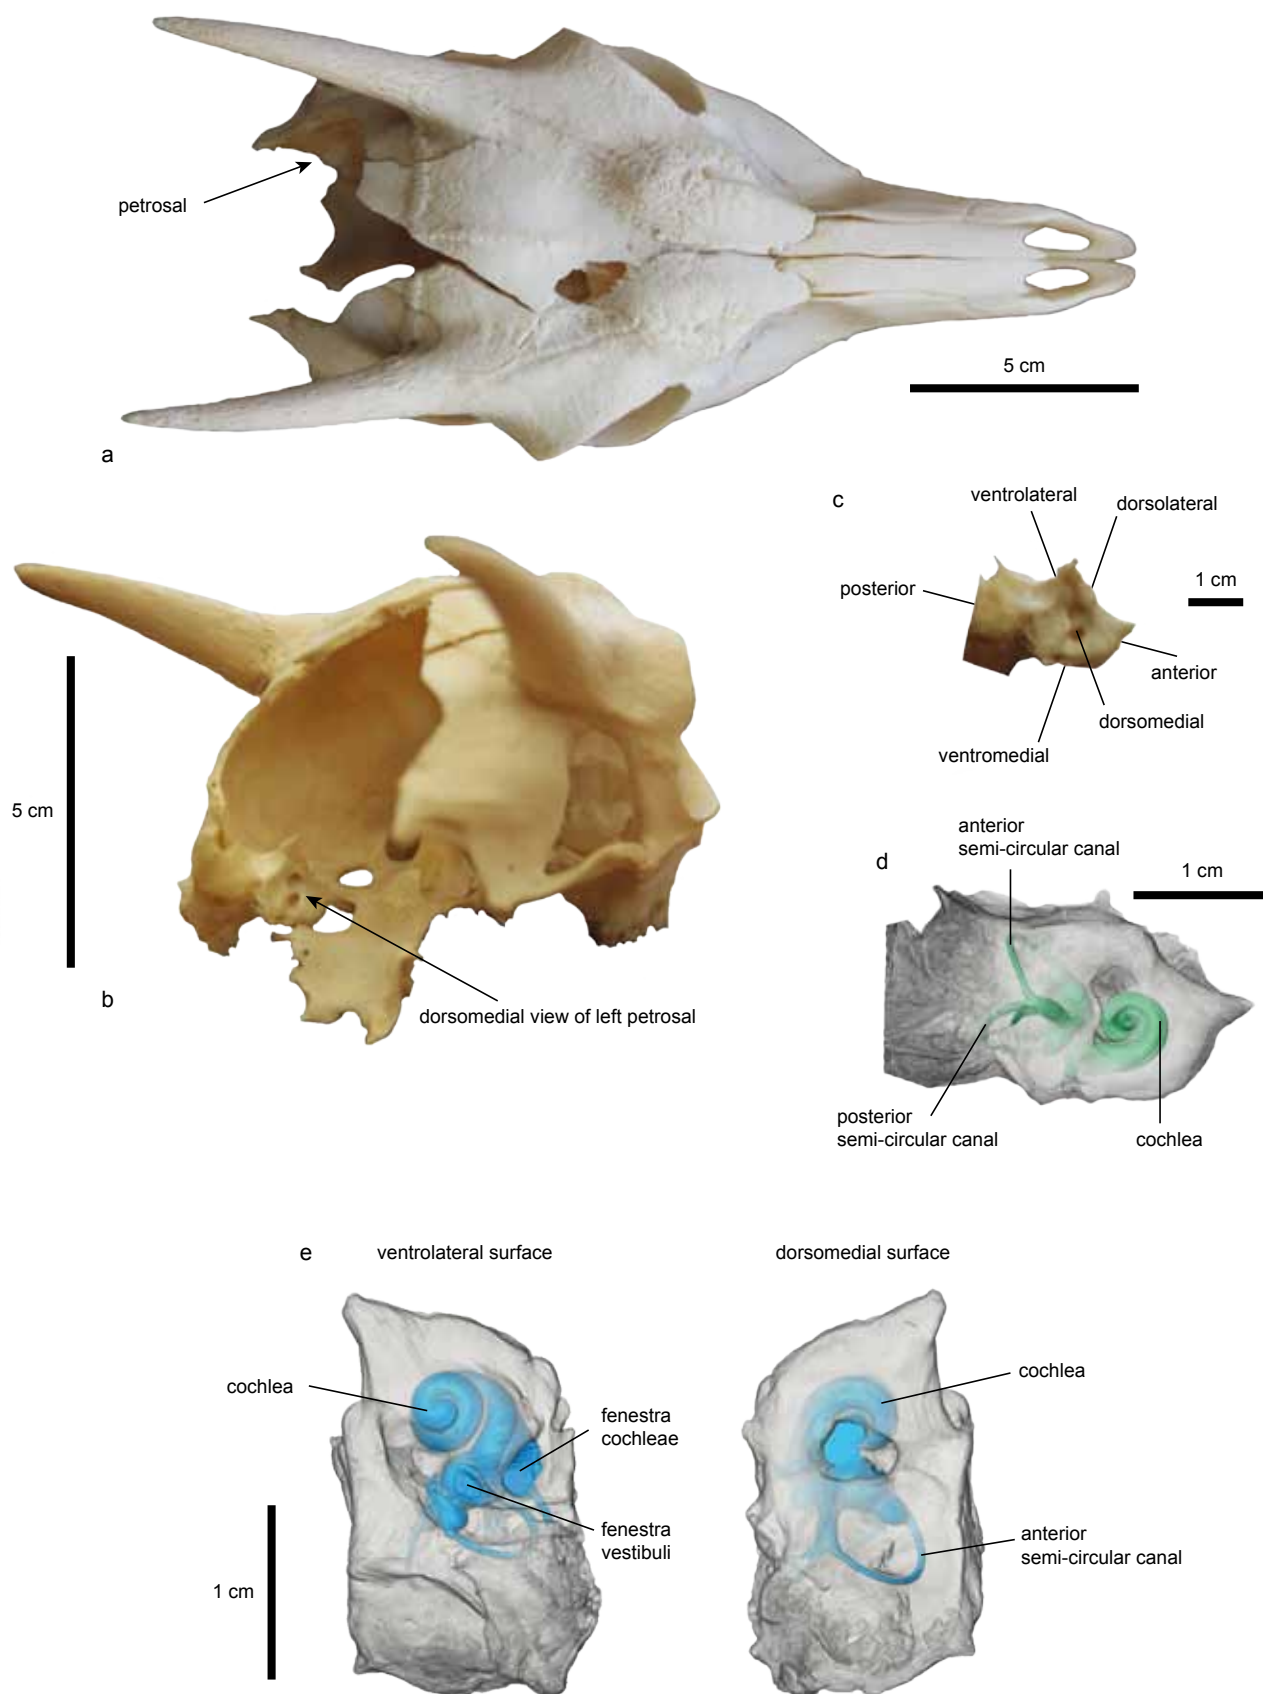 petrosal
5 cm
a
c
ventrolateral
dorsolateral
posterior
1 cm
anterior
dorsomedial
ventromedial
5 cm
b
dorsomedial view of left petrosal
anterior
semi-circular canal
d
1 cm
posterior
semi-circular canal
cochlea
e
ventrolateral surface
dorsomedial surface
cochlea
fenestra
cochleae
fenestra
vestibuli
1 cm
cochlea
anterior
semi-circular canal